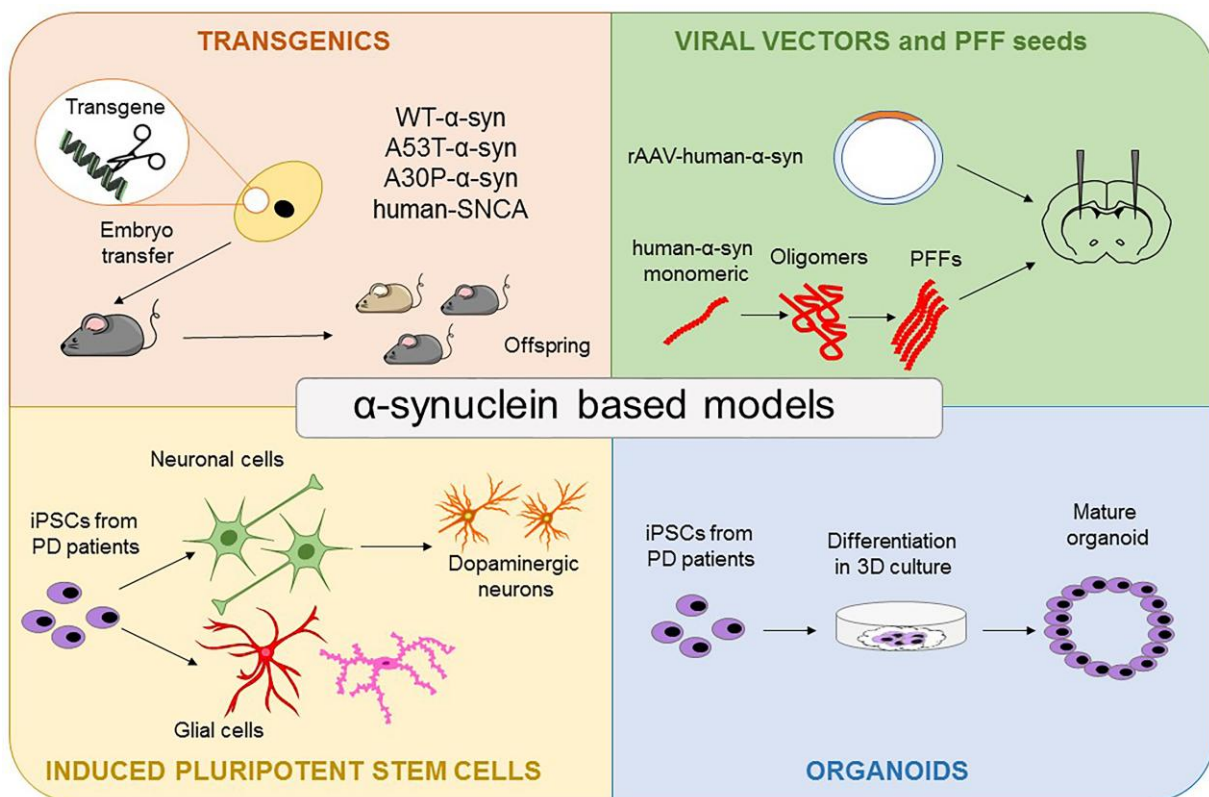 TRANSGENICS
Transgene
WT-α-syn
A53T-α-syn
A30P-α-syn
human-SNCA
Embryo
transfer
Offspring
VIRAL VECTORS and PFF seeds
rAAV-human-α-syn
human-α-syn
monomeric
Oligomers
PFFs
α-synuclein based models
Neuronal cells
iPSCs from
PD patients
Dopaminergic
neurons
Glial cells
INDUCED PLURIPOTENT STEM CELLS
iPSCs from
PD patients
Differentiation
in 3D culture
Mature
organoid
ORGANOIDS